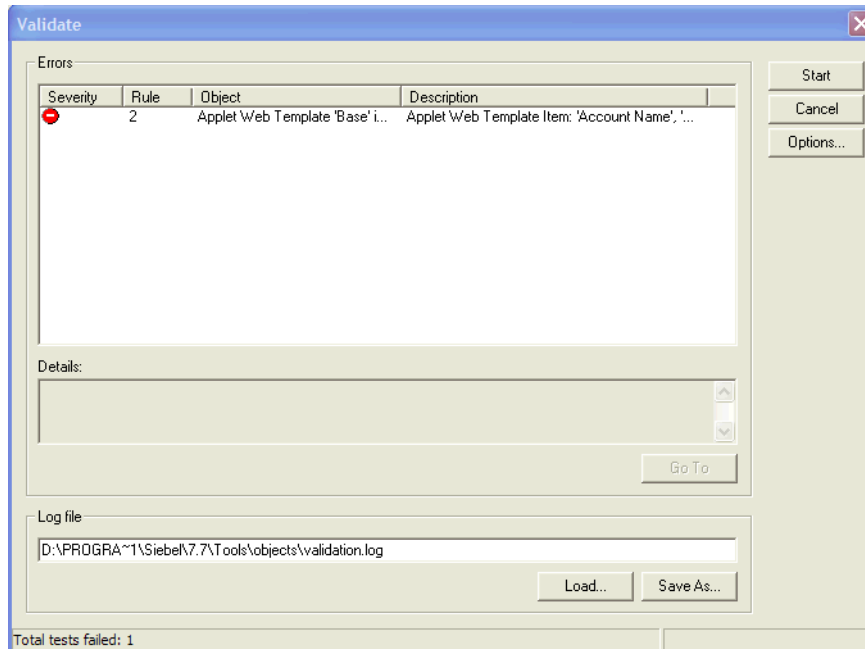 Validate
Errors
Start
Severity Rule Object Description
Cancel
2 Applet Web Template 'Base' i... Applet Web Template Item: 'Account Name', '...
Options...
Details:
Go To
Log file
D:\PROGRA~1\Siebel\7.7\Tools\objects\validation.log
Load... Save As...
Total tests failed: 1